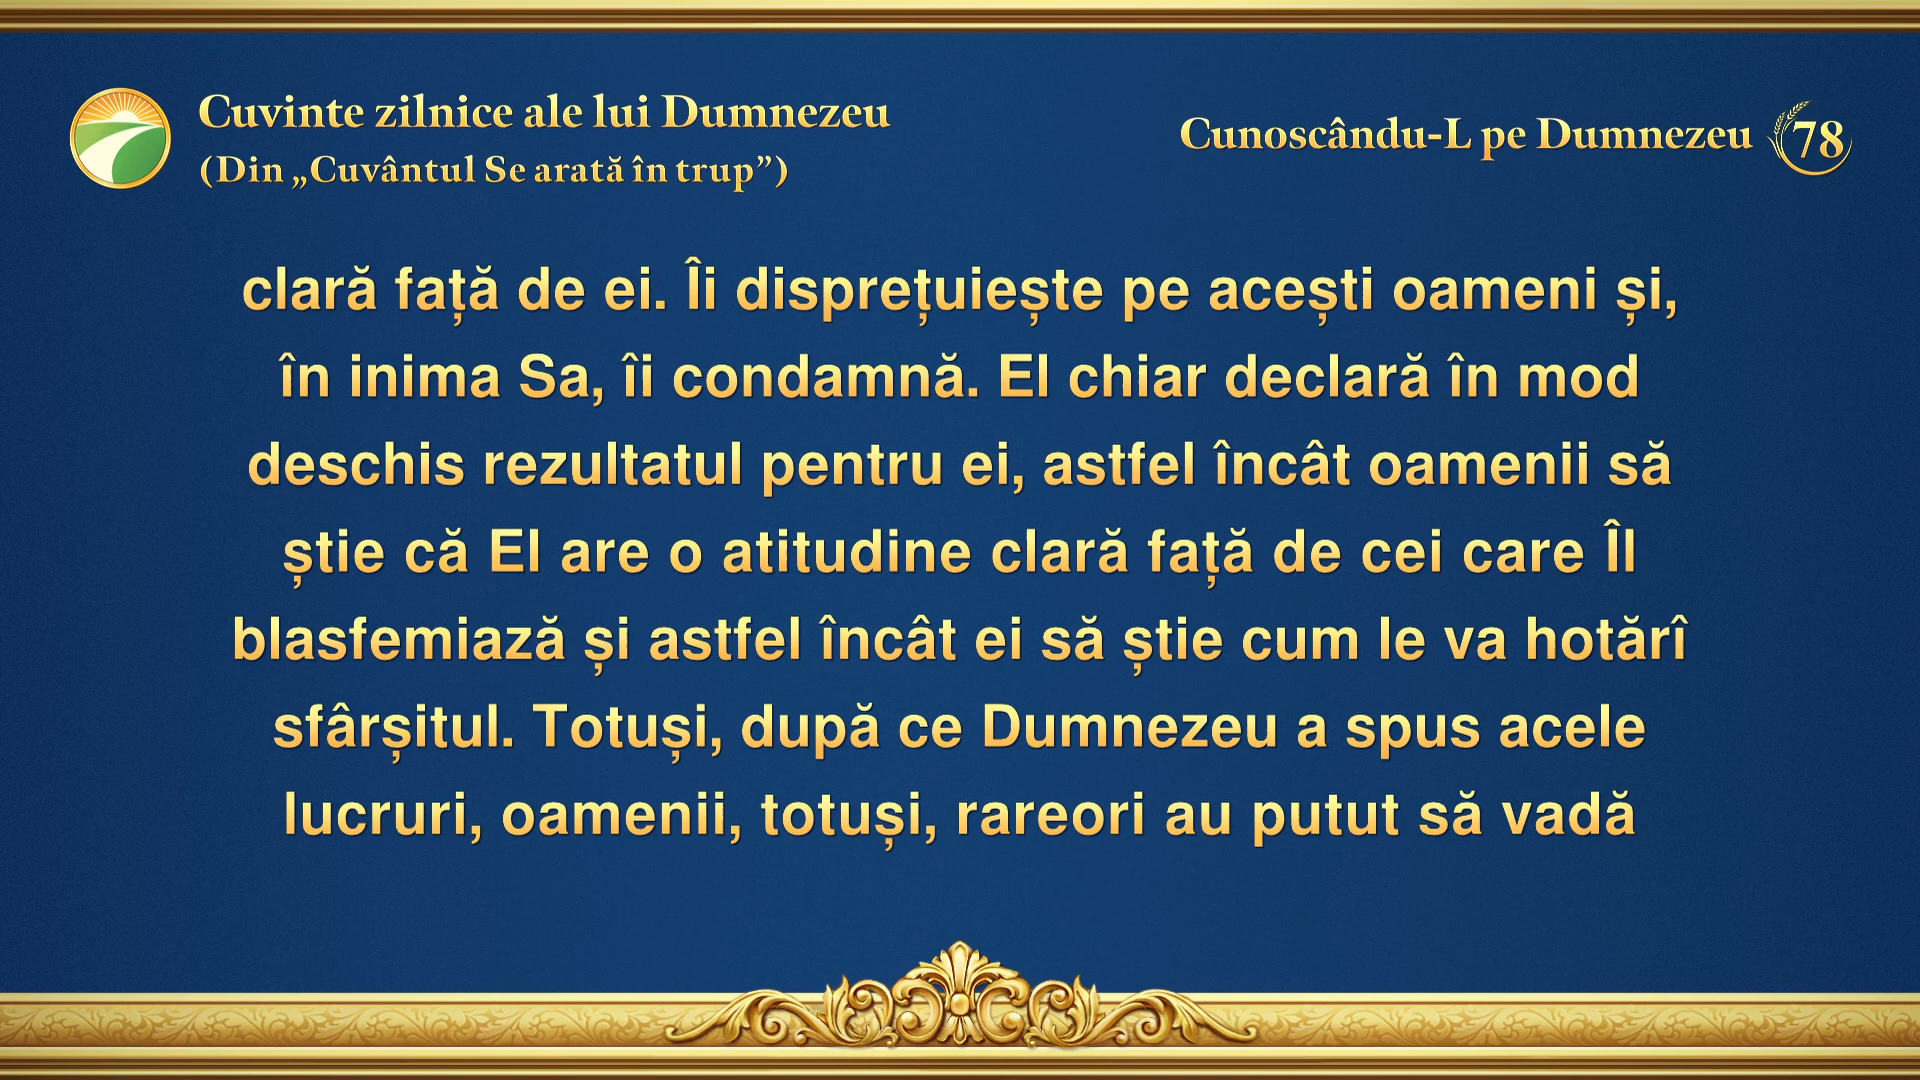 Cuvinte zilnice ale lui Dumnezeu
(Din „Cuvântul Se arată în trup”)
Cunoscându-L pe Dumnezeu 78
clară față de ei. Îi disprețuiește pe acești oameni și,
în inima Sa, îi condamnă. El chiar declară în mod
deschis rezultatul pentru ei, astfel încât oamenii să
știe că El are o atitudine clară față de cei care Îl
blasfemiază și astfel încât ei să știe cum le va hotărî
sfârșitul. Totuși, după ce Dumnezeu a spus acele
lucruri, oamenii, totuși, rareori au putut să vadă